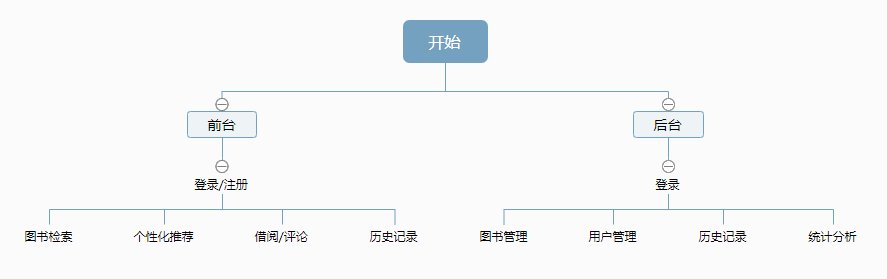 开始
前台
后台
登录/注册
登录
图书检索
个性化推荐
借阅/评论
历史记录
图书管理
用户管理
历史记录
统计分析